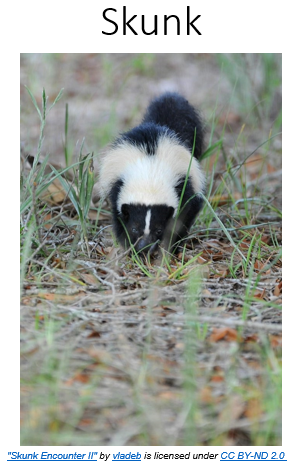 Skunk
"Skunk Encounter II" by vladeb is licensed under CC BY-ND 2.0